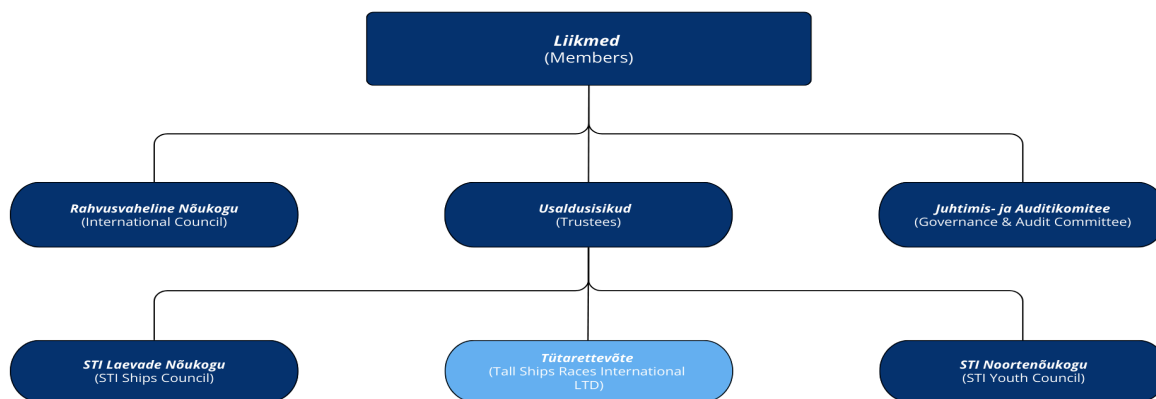 Liikmed
(Members)
Rahvusvaheline Nõukogu
(International Council)
Usaldusisikud
(Trustees)
Juhtimis- ja Auditikomitee
(Governance & Audit Committee)
STI Laevade Nõukogu
(STI Ships Council)
Tütarettevõte
(Tall Ships Races International
LTD)
STI Noortenõukogu
(STI Youth Council)